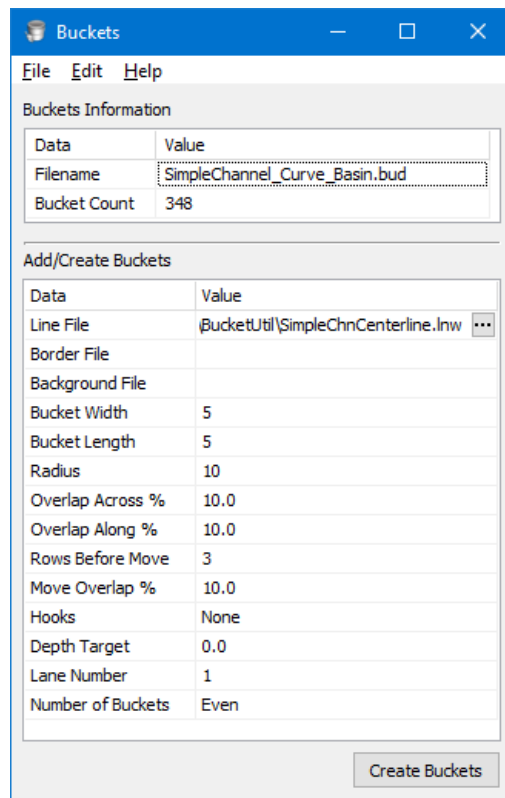 Buckets
File Edit Help
Buckets Information
Data Value
Filename SimpleChannel_Curve_Basin.bud
Bucket Count 348
Add/Create Buckets
Data Value
Line File \BucketUtil\SimpleChnCenterline.lnw ...
Border File
Background File
Bucket Width 5
Bucket Length 5
Radius 10
Overlap Across % 10.0
Overlap Along % 10.0
Rows Before Move 3
Move Overlap % 10.0
Hooks None
Depth Target 0.0
Lane Number 1
Number of Buckets Even
Create Buckets